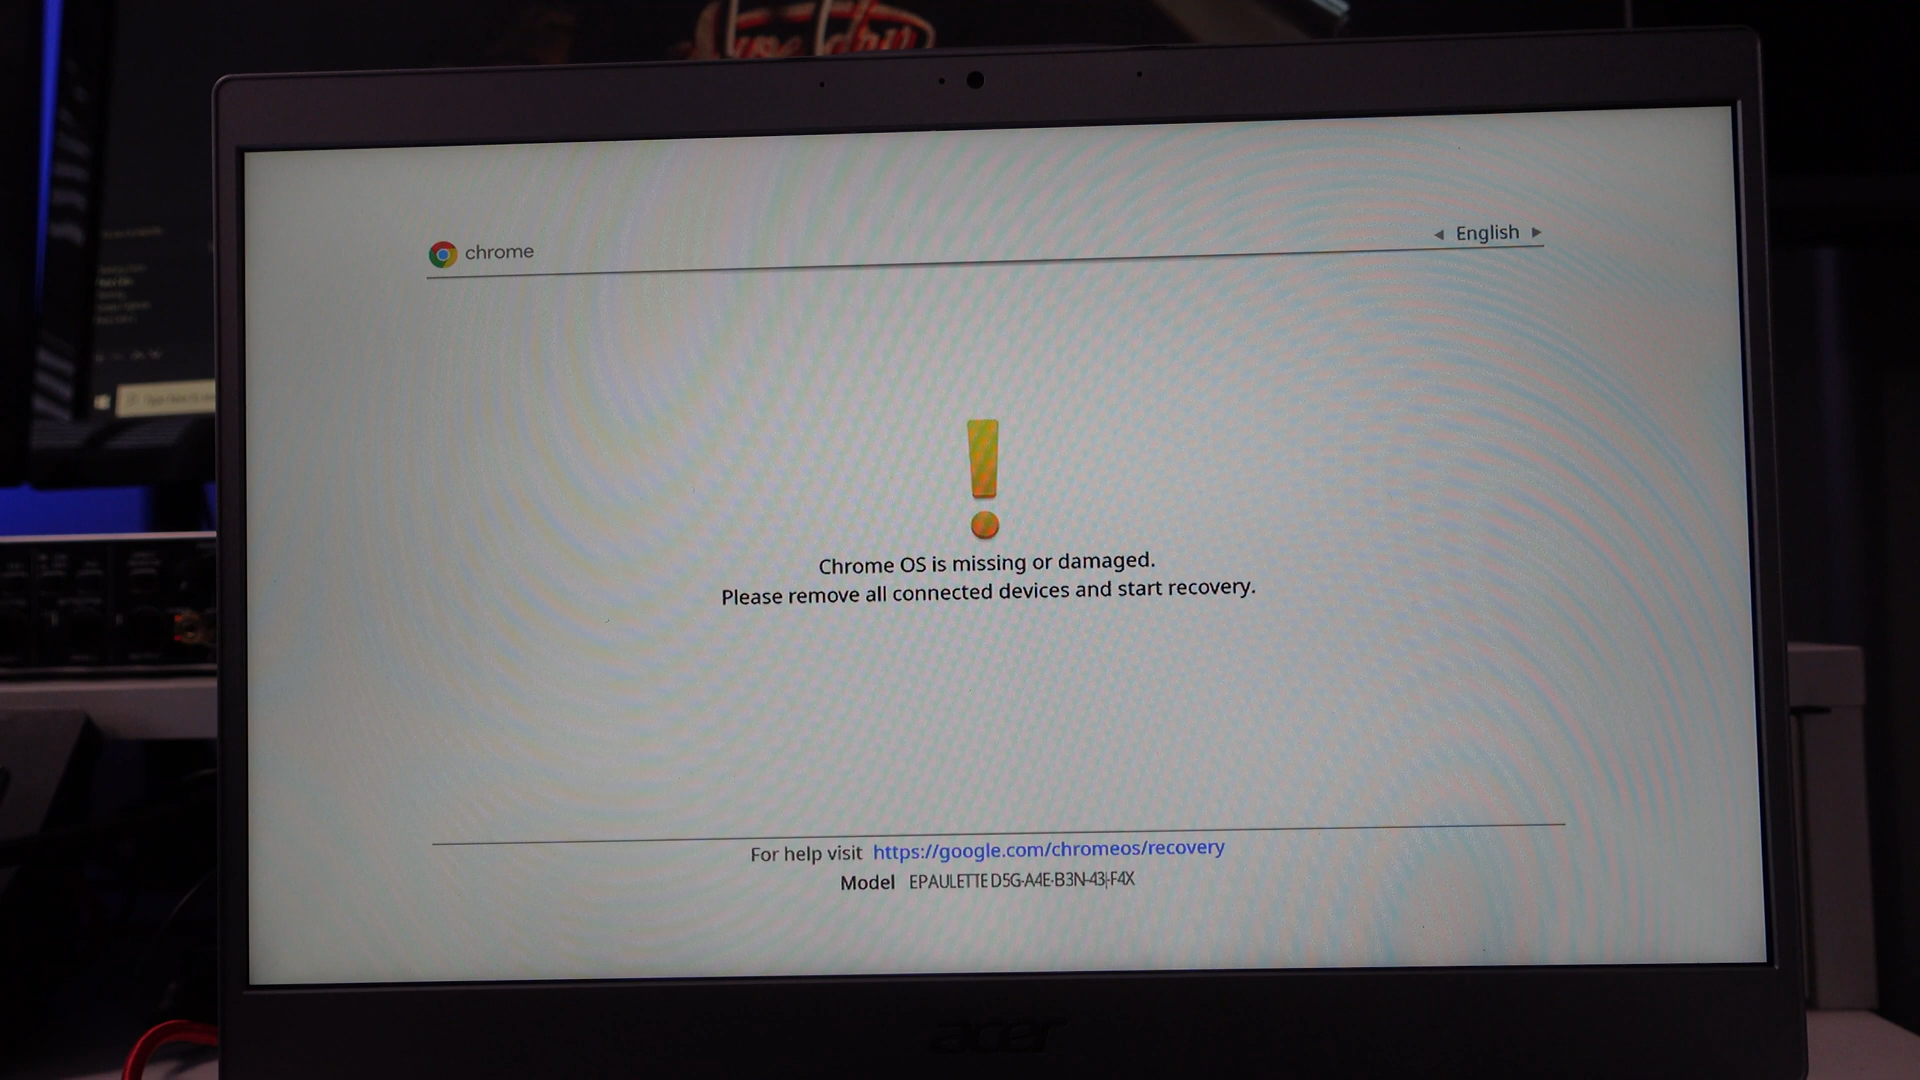 chrome
English
Chrome OS is missing or damaged.
Please remove all connected devices and start recovery.
For help visit https://google.com/chromeos/recovery
Model EPAULETTE D5G-A4E-B3N-43J-F4X
acer